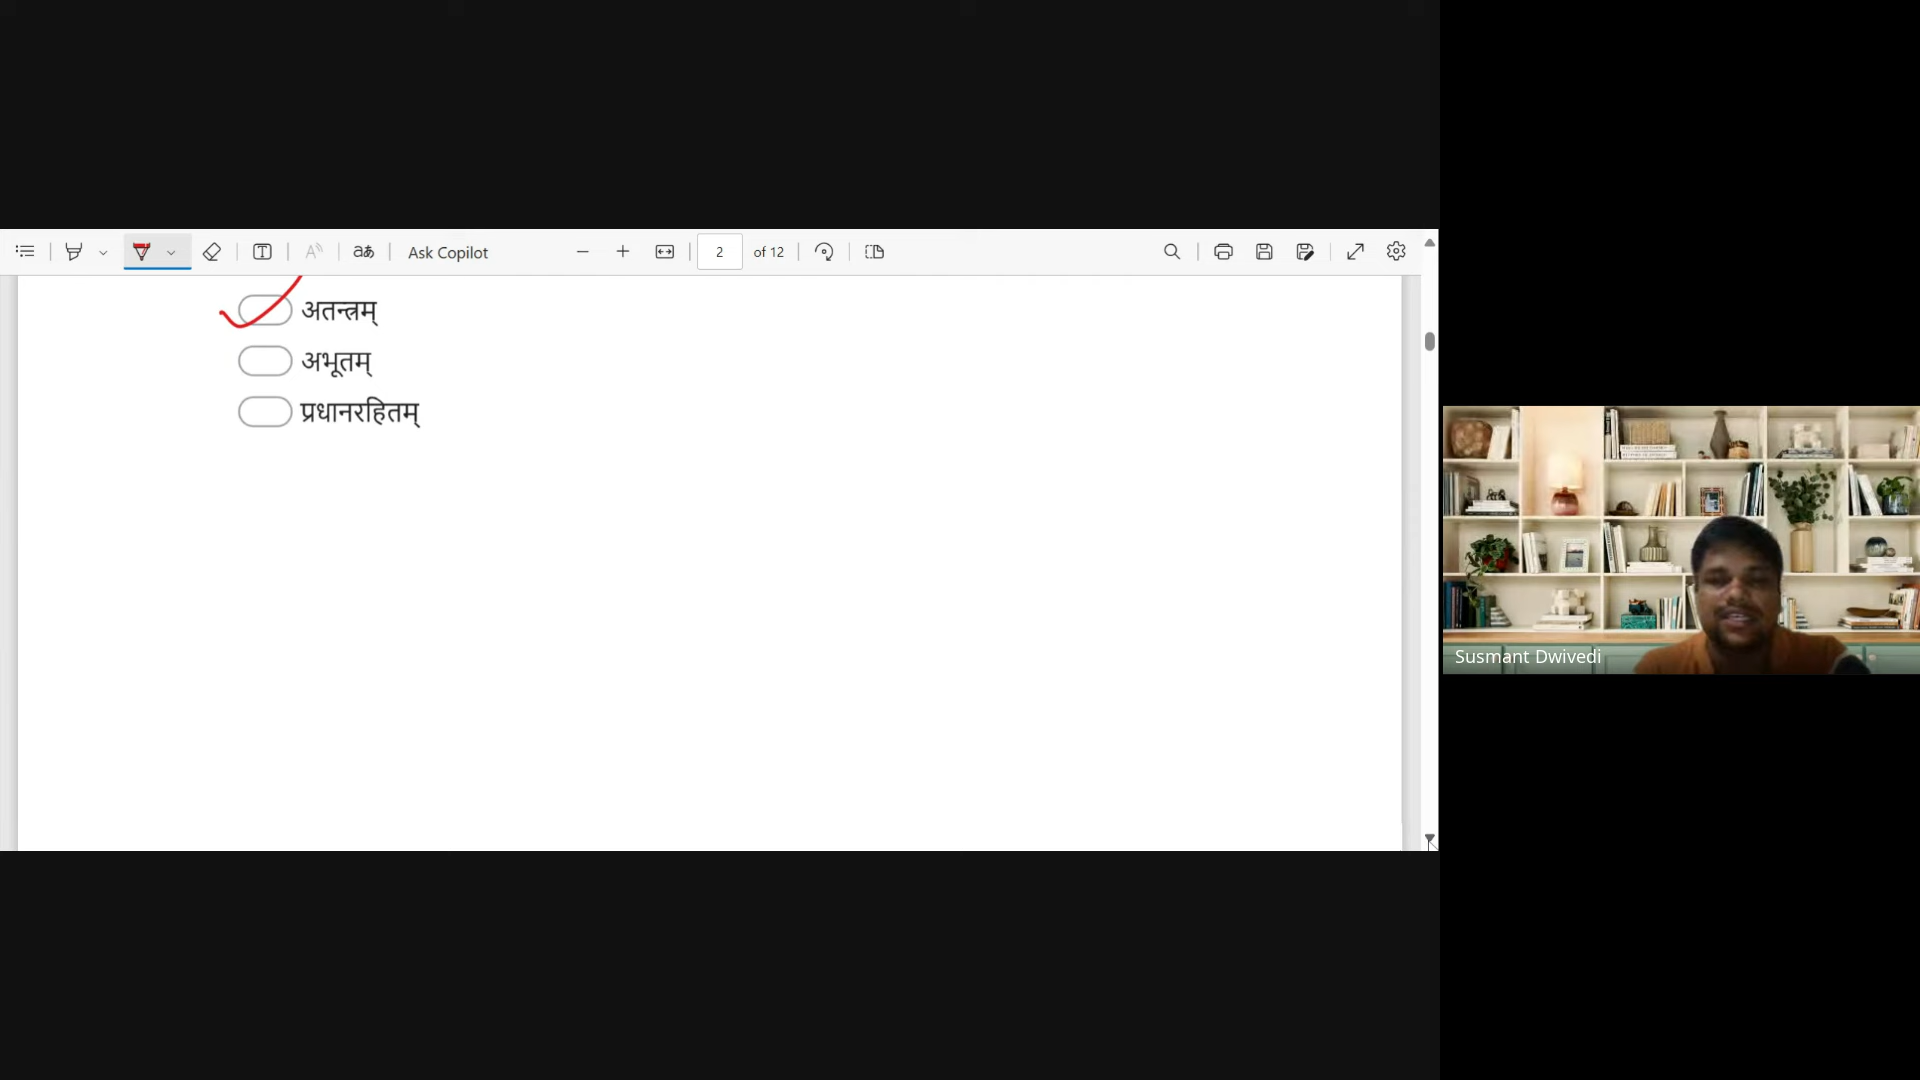 Ask Copilot
2
of 12
अतन्त्रम्
अभूतम्
प्रधानरहितम्
Susmant Dwivedi